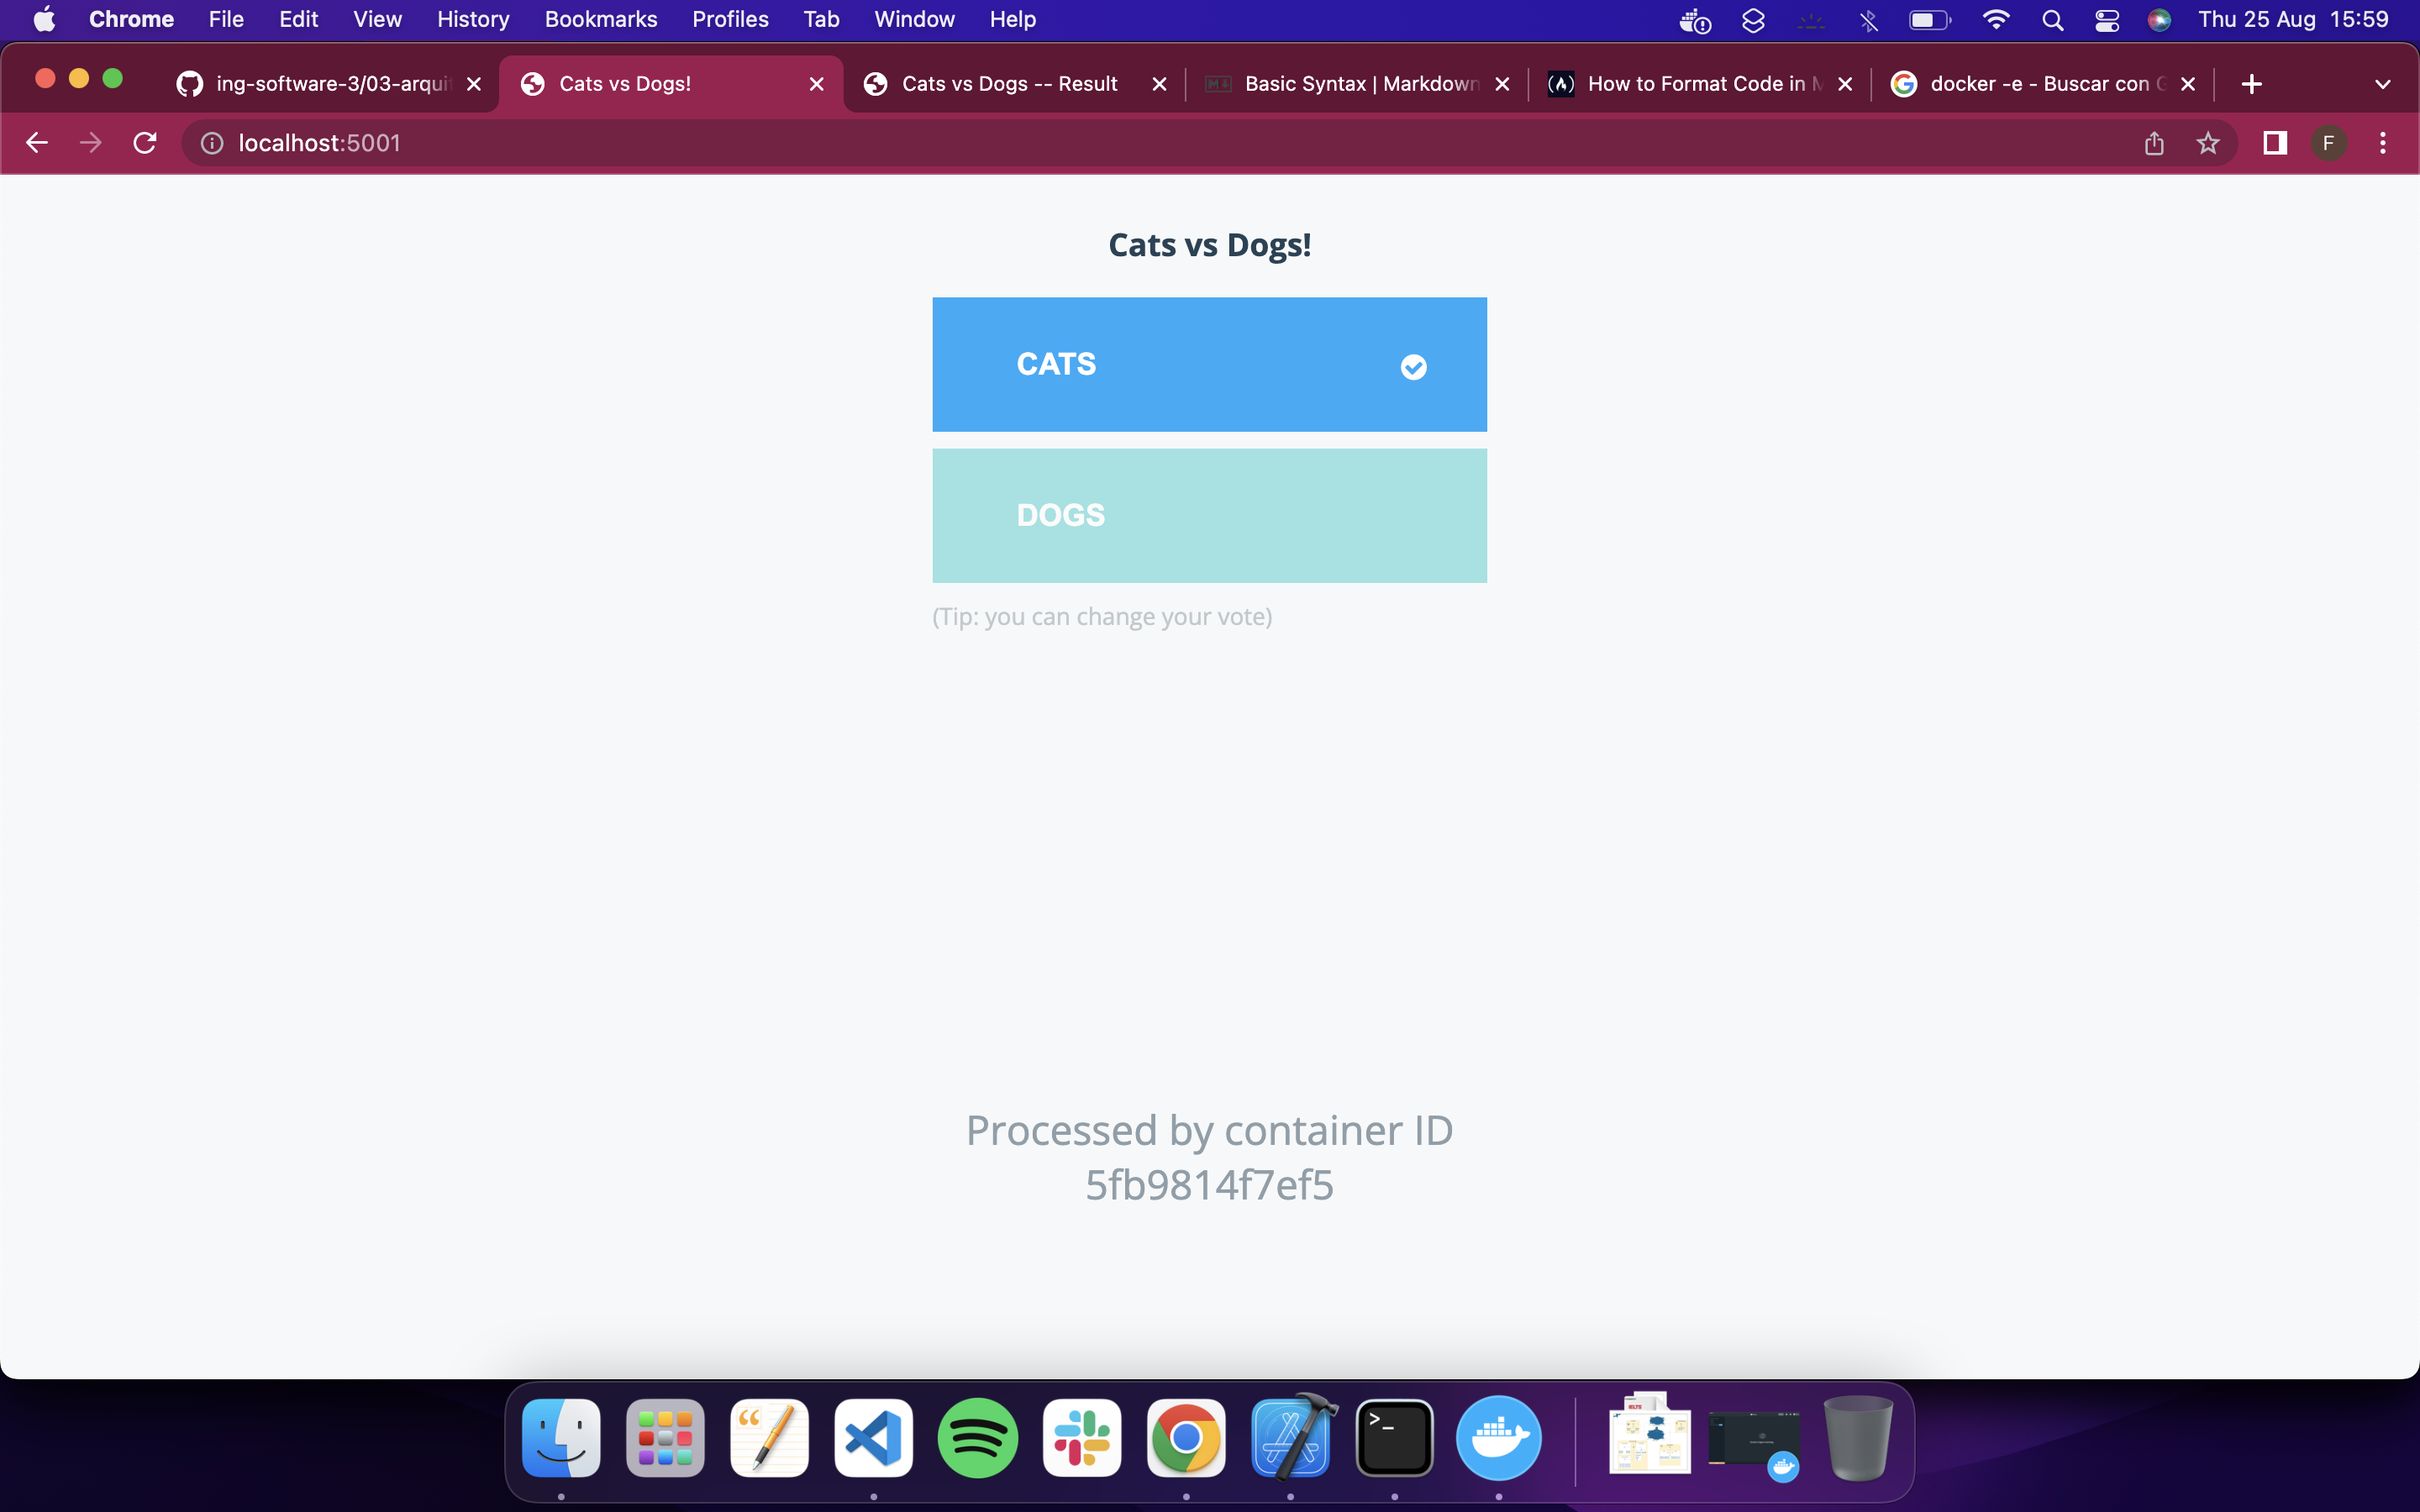 Chrome File Edit View History Bookmarks Profiles Tab Window Help Thu 25 Aug 15:59
ing-software-3/03-arqui Cats vs Dogs! Cats vs Dogs -- Result Basic Syntax | Markdown How to Format Code in M docker -e - Buscar con G
localhost:5001 F
Cats vs Dogs!
CATS
DOGS
(Tip: you can change your vote)
Processed by container ID
5fb9814f7ef5